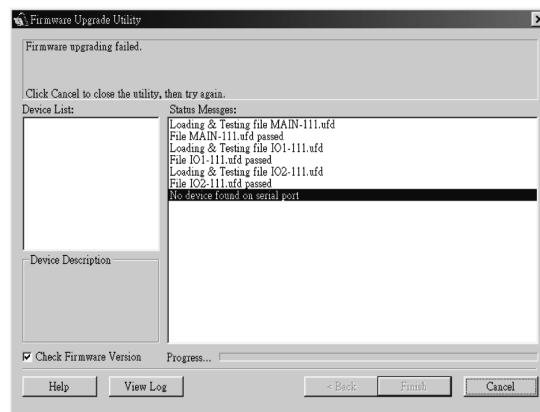 Firmware Upgrade Utility
Firmware upgrading failed.
Click Cancel to close the utility, then try again.
Device List:
Status Messges:
Loading & Testing file MAIN-111.ufd
File MAIN-111.ufd passed
Loading & Testing file IO1-111.ufd
File IO1-111.ufd passed
Loading & Testing file IO2-111.ufd
File IO2-111.ufd passed
No device found on serial port
Device Description
Check Firmware Version
Progress...
Help
View Log
< Back
Finish
Cancel